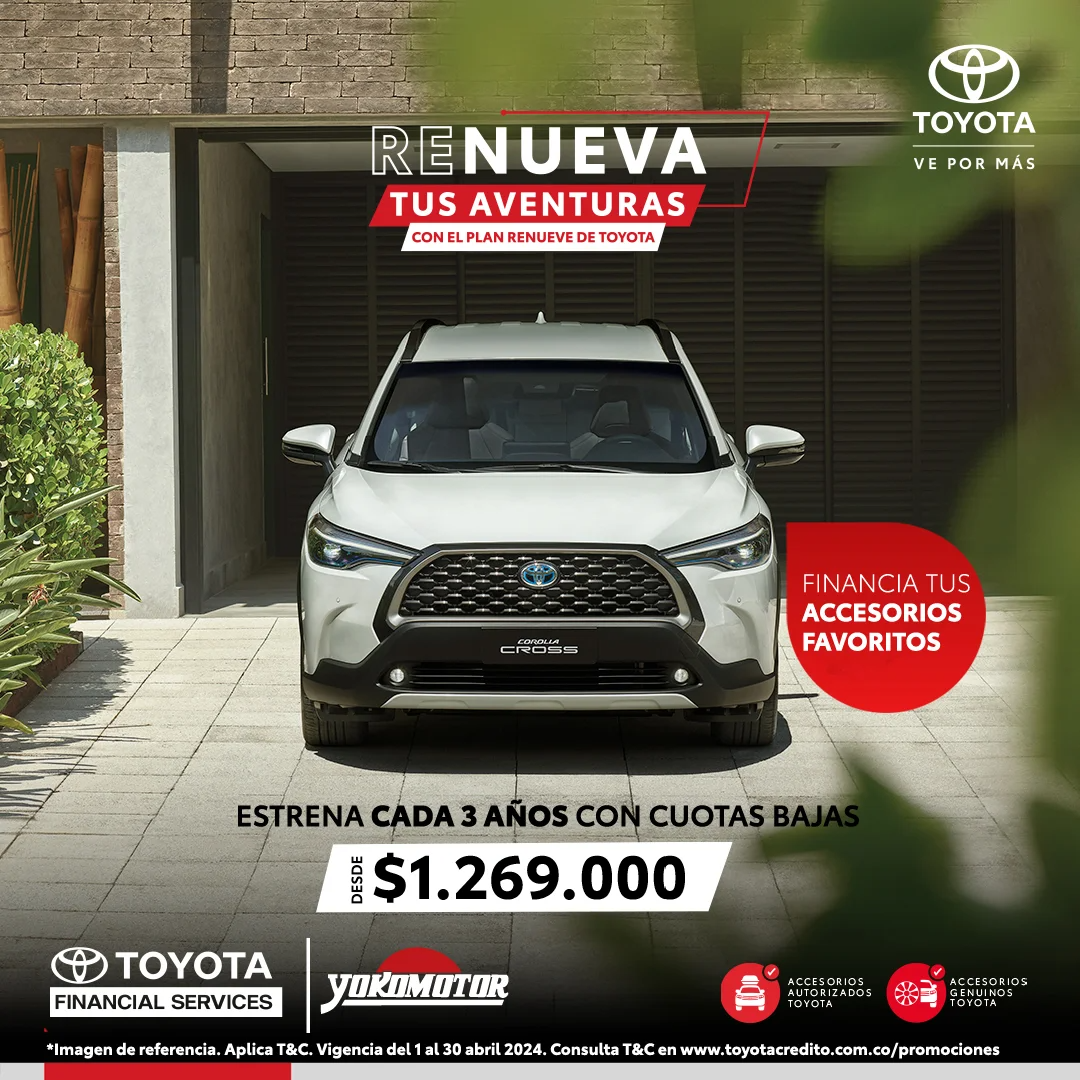 TOYOTA
VE POR MÁS
RENUEVA
TUS AVENTURAS
CON EL PLAN RENUEVE DE TOYOTA
COROLLA
CROSS
FINANCIA TUS
ACCESORIOS
FAVORITOS
ESTRENA CADA 3 AÑOS CON CUOTAS BAJAS
DESDE $1.269.000
TOYOTA
FINANCIAL SERVICES
YOKOMOTOR
ACCESORIOS
AUTORIZADOS
TOYOTA
ACCESORIOS
GENUINOS
TOYOTA
*Imagen de referencia. Aplica T&C. Vigencia del 1 al 30 abril 2024. Consulta T&C en www.toyotacredito.com.co/promociones